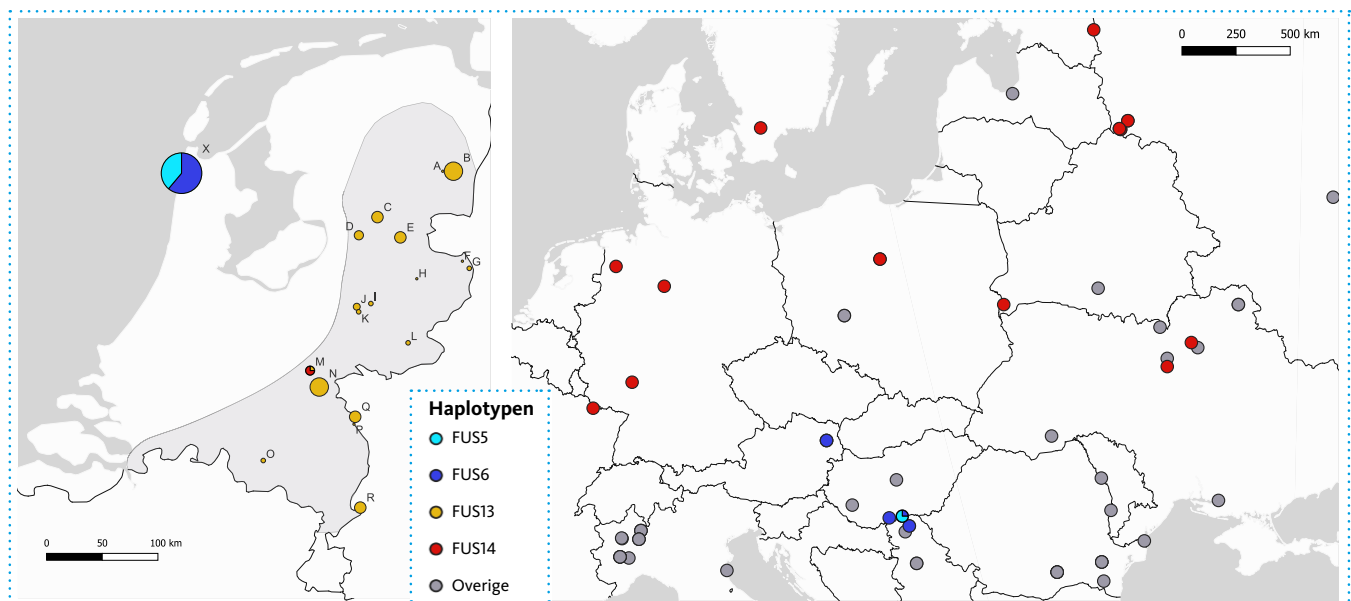 X
A
B
C
D
E
F
G
H
J
I
K
L
M
N
Q
P
O
R
0 50 100 km
Haplotypen
FUS5
FUS6
FUS13
FUS14
Overige
0 250 500 km